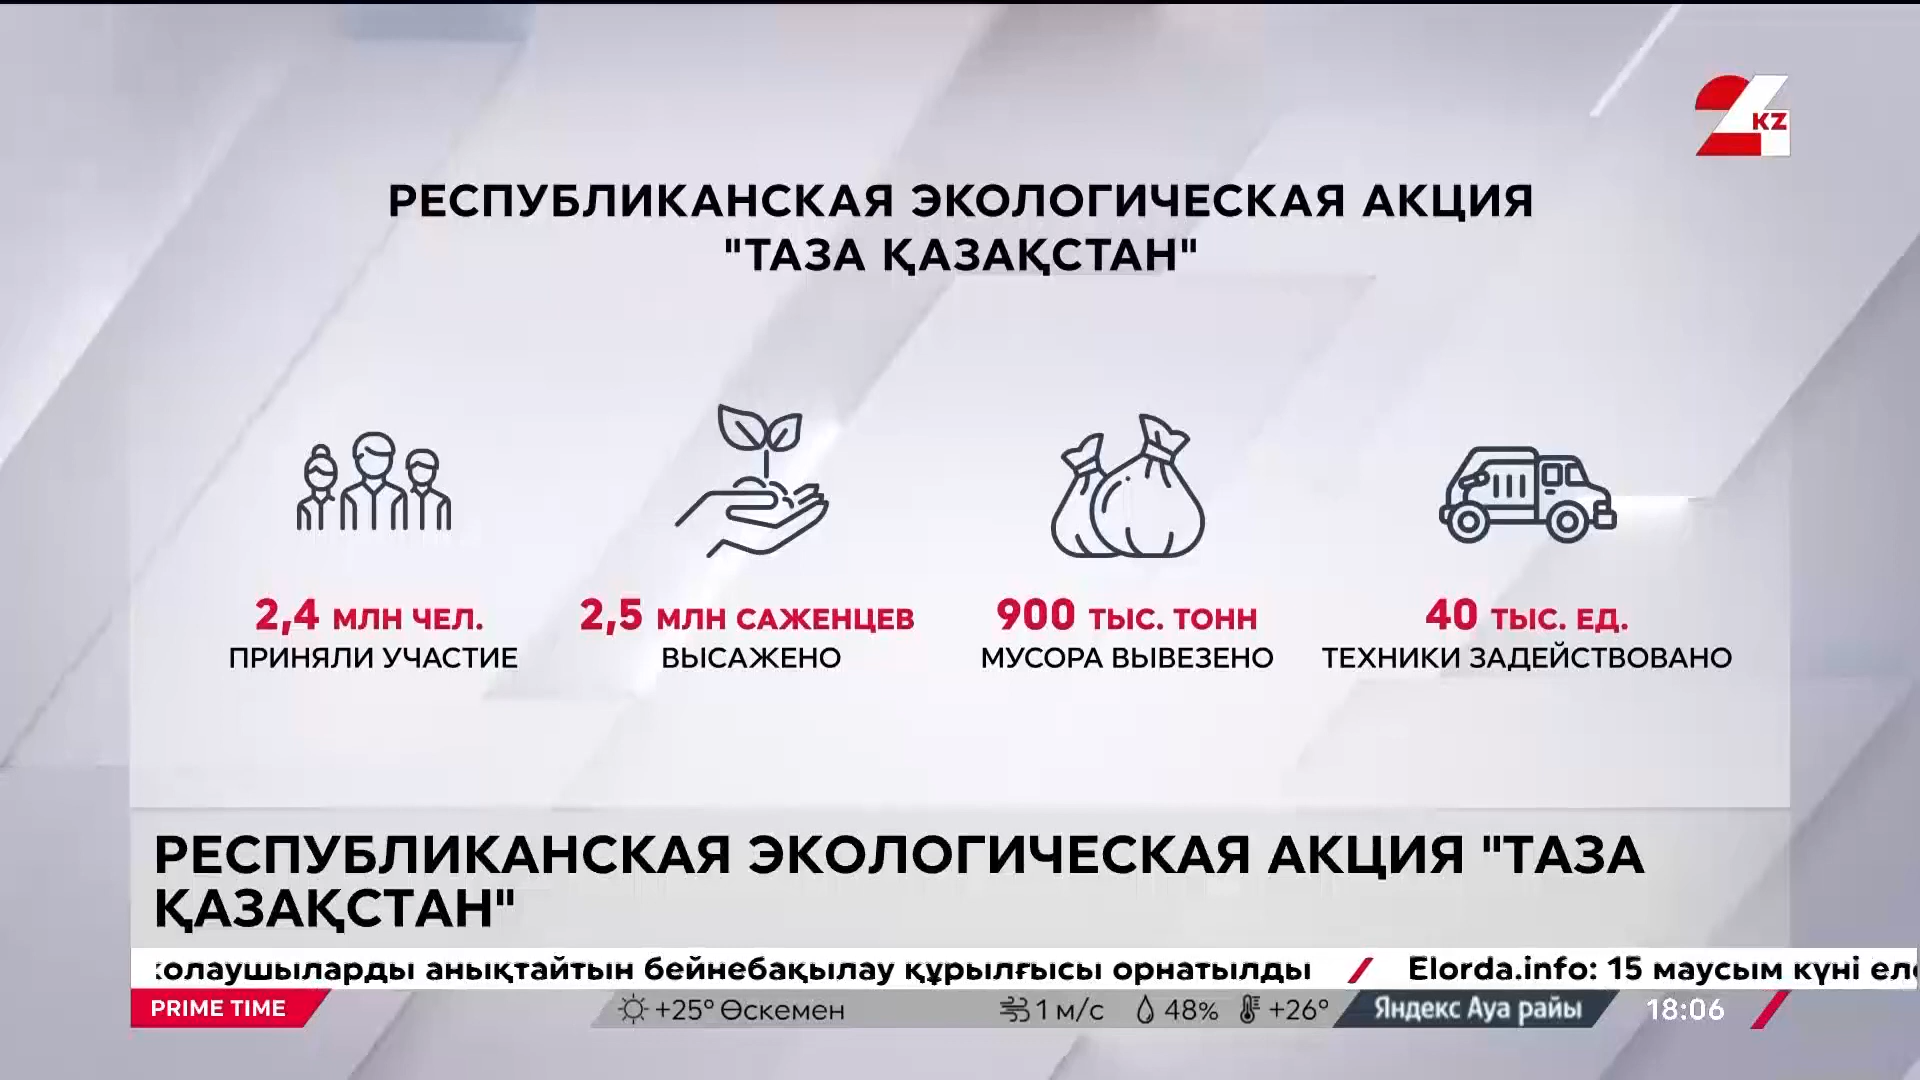 24 KZ
РЕСПУБЛИКАНСКАЯ ЭКОЛОГИЧЕСКАЯ АКЦИЯ
"ТАЗА ҚАЗАҚСТАН"
2,4 МЛН ЧЕЛ.
ПРИНЯЛИ УЧАСТИЕ
2,5 МЛН САЖЕНЦЕВ
ВЫСАЖЕНО
900 ТЫС. ТОНН
МУСОРА ВЫВЕЗЕНО
40 ТЫС. ЕД.
ТЕХНИКИ ЗАДЕЙСТВОВАНО
РЕСПУБЛИКАНСКАЯ ЭКОЛОГИЧЕСКАЯ АКЦИЯ "ТАЗА
ҚАЗАҚСТАН"
анықтайтын бейнебақылау құрылғысы орнатылды / Elorda.info: 15 маусым күні
PRIME TIME +25° Өскемен 1 м/с 48% +26° Яндекс Ауа райы 18:06